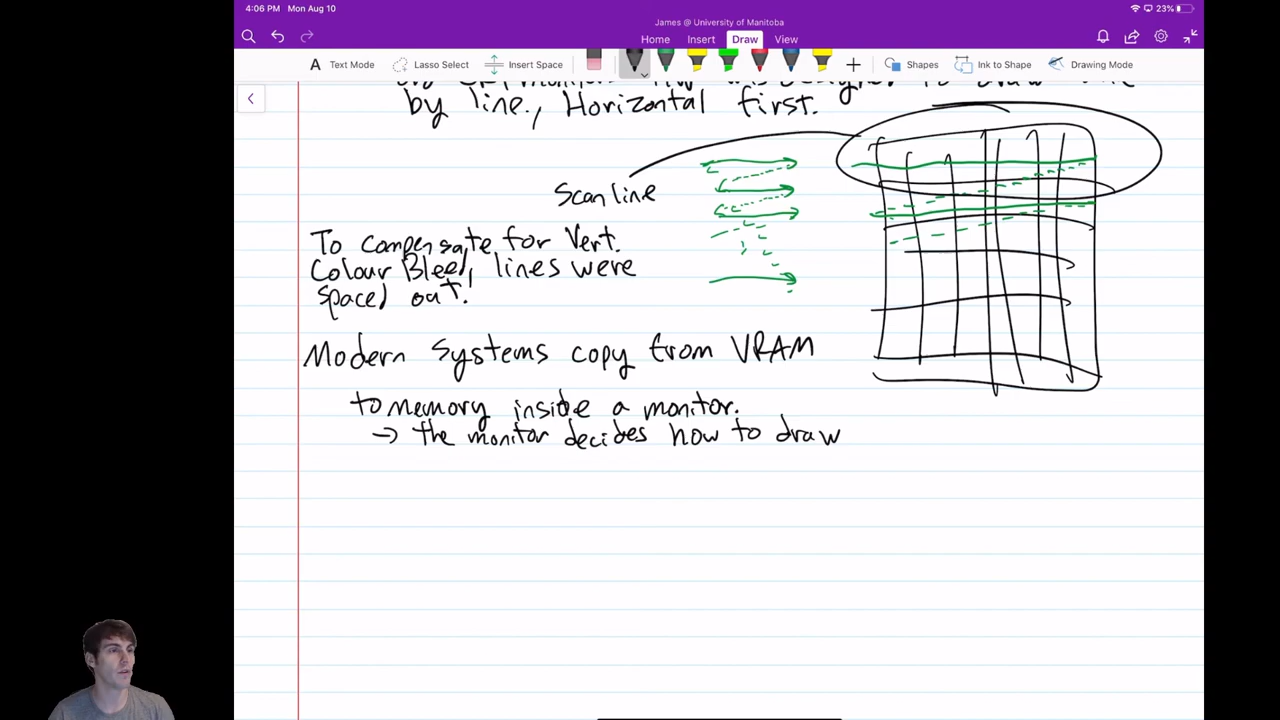 4:06 PM Mon Aug 10
23%
James @ University of Manitoba
Home Insert Draw View
Text Mode Lasso Select Insert Space Shapes Ink to Shape Drawing Mode
by line, Horizontal first.
Scanline
To compensate for Vert.
Colour Bleed, lines were
spaced out!
Modern systems copy from VRAM
to memory inside a monitor.
→ the monitor decides how to draw